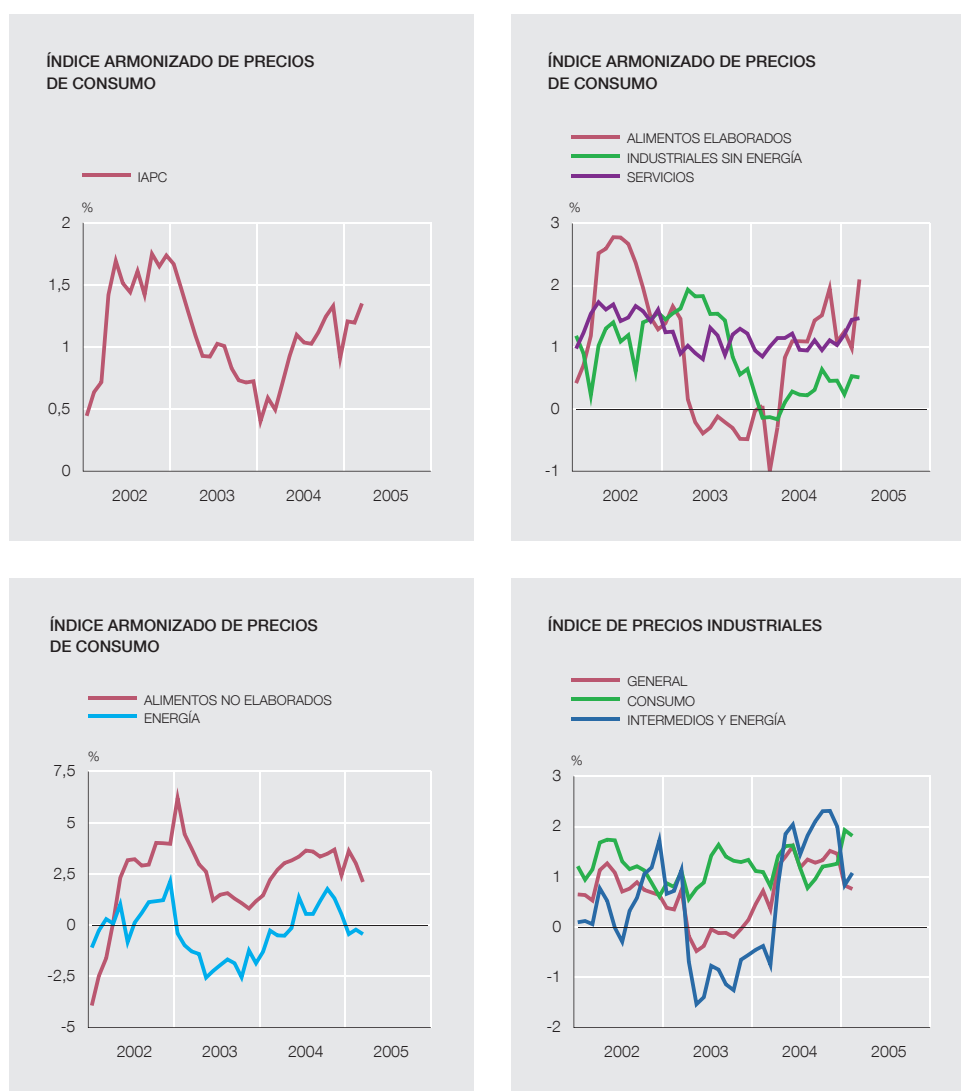 ÍNDICE ARMONIZADO DE PRECIOS
DE CONSUMO
IAPC
%
2
1,5
1
0,5
0
2002 2003 2004 2005
ÍNDICE ARMONIZADO DE PRECIOS
DE CONSUMO
ALIMENTOS ELABORADOS
INDUSTRIALES SIN ENERGÍA
SERVICIOS
%
3
2
1
0
-1
2002 2003 2004 2005
ÍNDICE ARMONIZADO DE PRECIOS
DE CONSUMO
ALIMENTOS NO ELABORADOS
ENERGÍA
%
7,5
5
2,5
0
-2,5
-5
2002 2003 2004 2005
ÍNDICE DE PRECIOS INDUSTRIALES
GENERAL
CONSUMO
INTERMEDIOS Y ENERGÍA
%
3
2
1
0
-1
-2
2002 2003 2004 2005